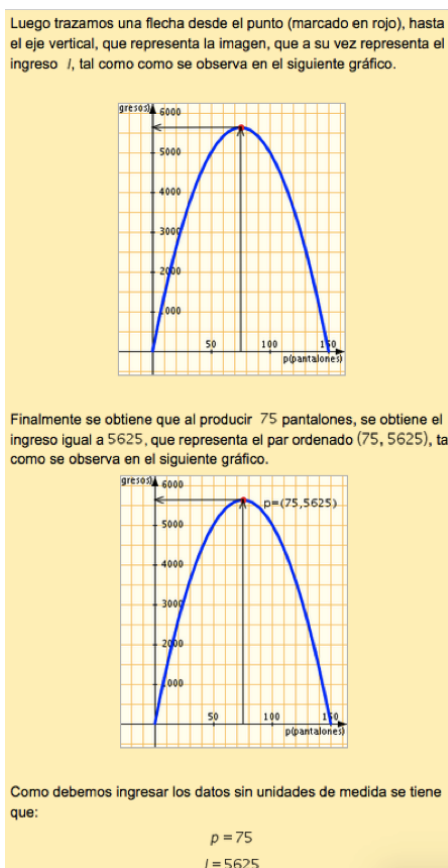 Luego trazamos una flecha desde el punto (marcado en rojo), hasta
el eje vertical, que representa la imagen, que a su vez representa el
ingreso I, tal como como se observa en el siguiente gráfico.
gresos)
6000
5000
4000
3000
2000
1000
50 100 150
p(pantalones)
Finalmente se obtiene que al producir 75 pantalones, se obtiene el
ingreso igual a 5625, que representa el par ordenado (75, 5625), ta
como se observa en el siguiente gráfico.
gresos)
6000
p=(75,5625)
5000
4000
3000
2000
1000
50 100 150
p(pantalones)
Como debemos ingresar los datos sin unidades de medida se tiene
que:
p = 75
I = 5625